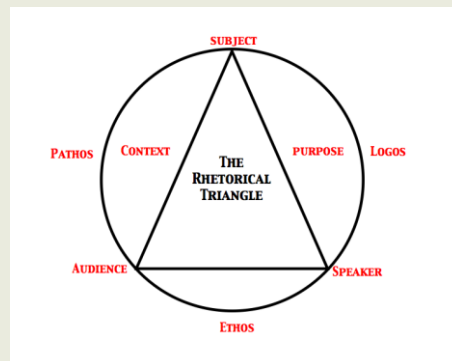 SUBJECT
PATHOS
CONTEXT
THE
RHETORICAL
TRIANGLE
PURPOSE
LOGOS
AUDIENCE
SPEAKER
ETHOS